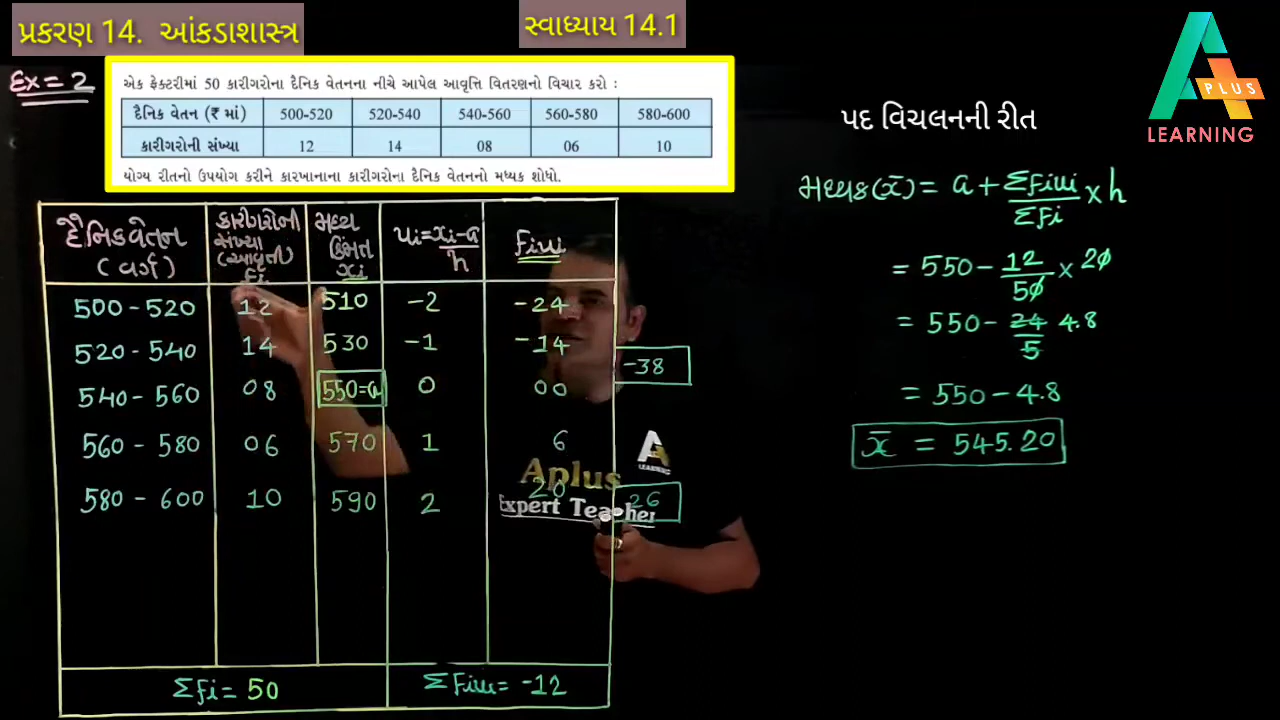 પ્રકરણ 14. આંકડાશાસ્ત્ર
સ્વાધ્યાય 14.1
A
PLUS
LEARNING
Ex = 2
એક ફેક્ટરીમાં 50 કારીગરોના દૈનિક વેતનના નીચે આપેલ આવૃત્તિ વિતરણનો વિચાર કરો :
દૈનિક વેતન (₹ માં) 500-520 520-540 540-560 560-580 580-600
કારીગરોની સંખ્યા 12 14 08 06 10
યોગ્ય રીતનો ઉપયોગ કરીને કારખાનાના કારીગરોના દૈનિક વેતનનો મધ્યક શોધો.
દૈનિક વેતન (વર્ગ) કારીગરોની સંખ્યા (આવૃત્તી) fi મધ્ય કિંમત xi ui = xi-a/h fiui
500-520 12 510 -2 -24
520-540 14 530 -1 -14
-38
540-560 08 550=a 0 00
560-580 06 570 1 6
580-600 10 590 2 20
26
Σfi = 50 Σfiui = -12
A
LEARNING
Aplus
Expert Teacher
પદ વિચલનની રીત
મધ્યક(x̄) = a + Σfiui/Σfi × h
= 550 - 12/50 × 20
= 550 - 24/5 4.8
= 550 - 4.8
x̄ = 545.20